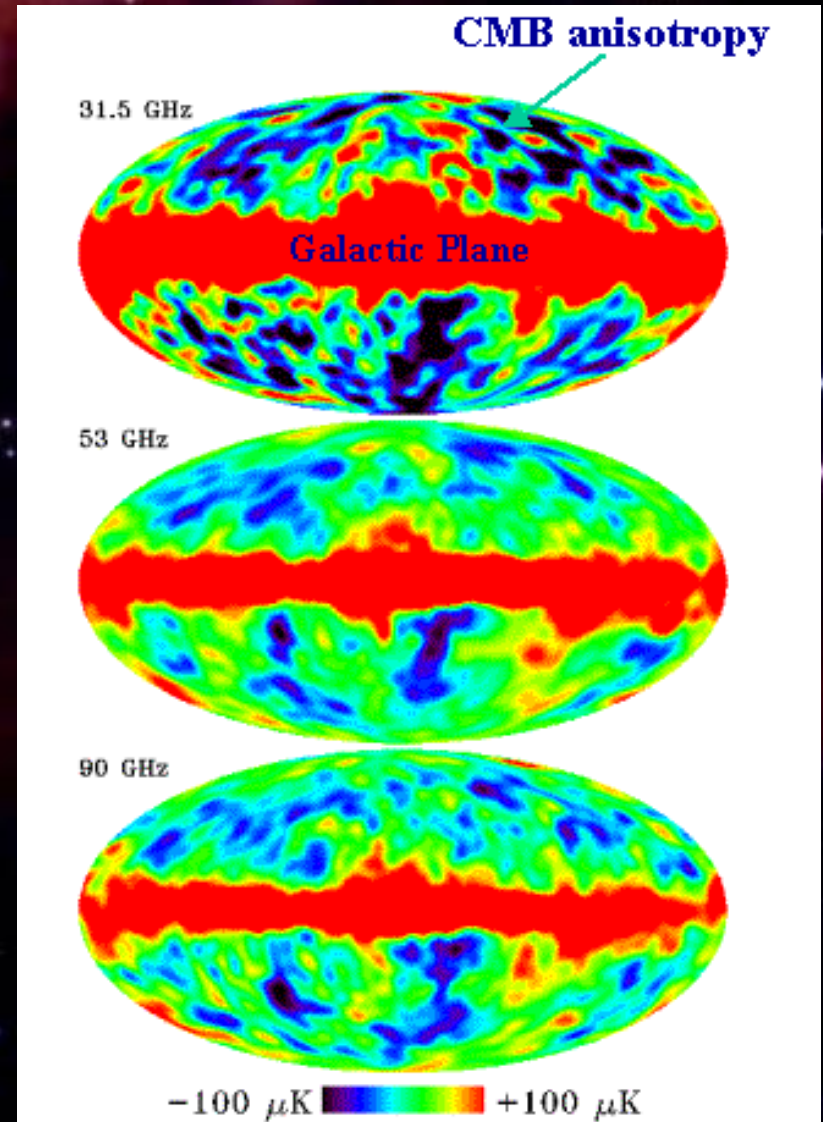 CMB anisotropy
31.5 GHz
Galactic Plane
53 GHz
90 GHz
−100 μK +100 μK